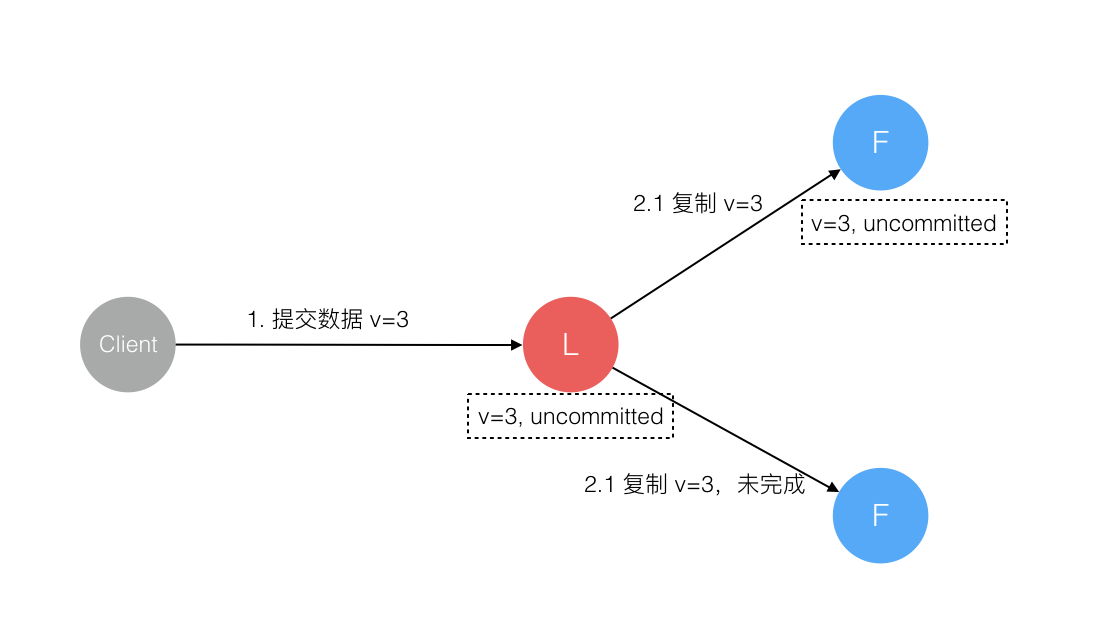 F
2.1 复制 v=3
v=3, uncommitted
1. 提交数据 v=3
Client
L
v=3, uncommitted
2.1 复制 v=3，未完成
F